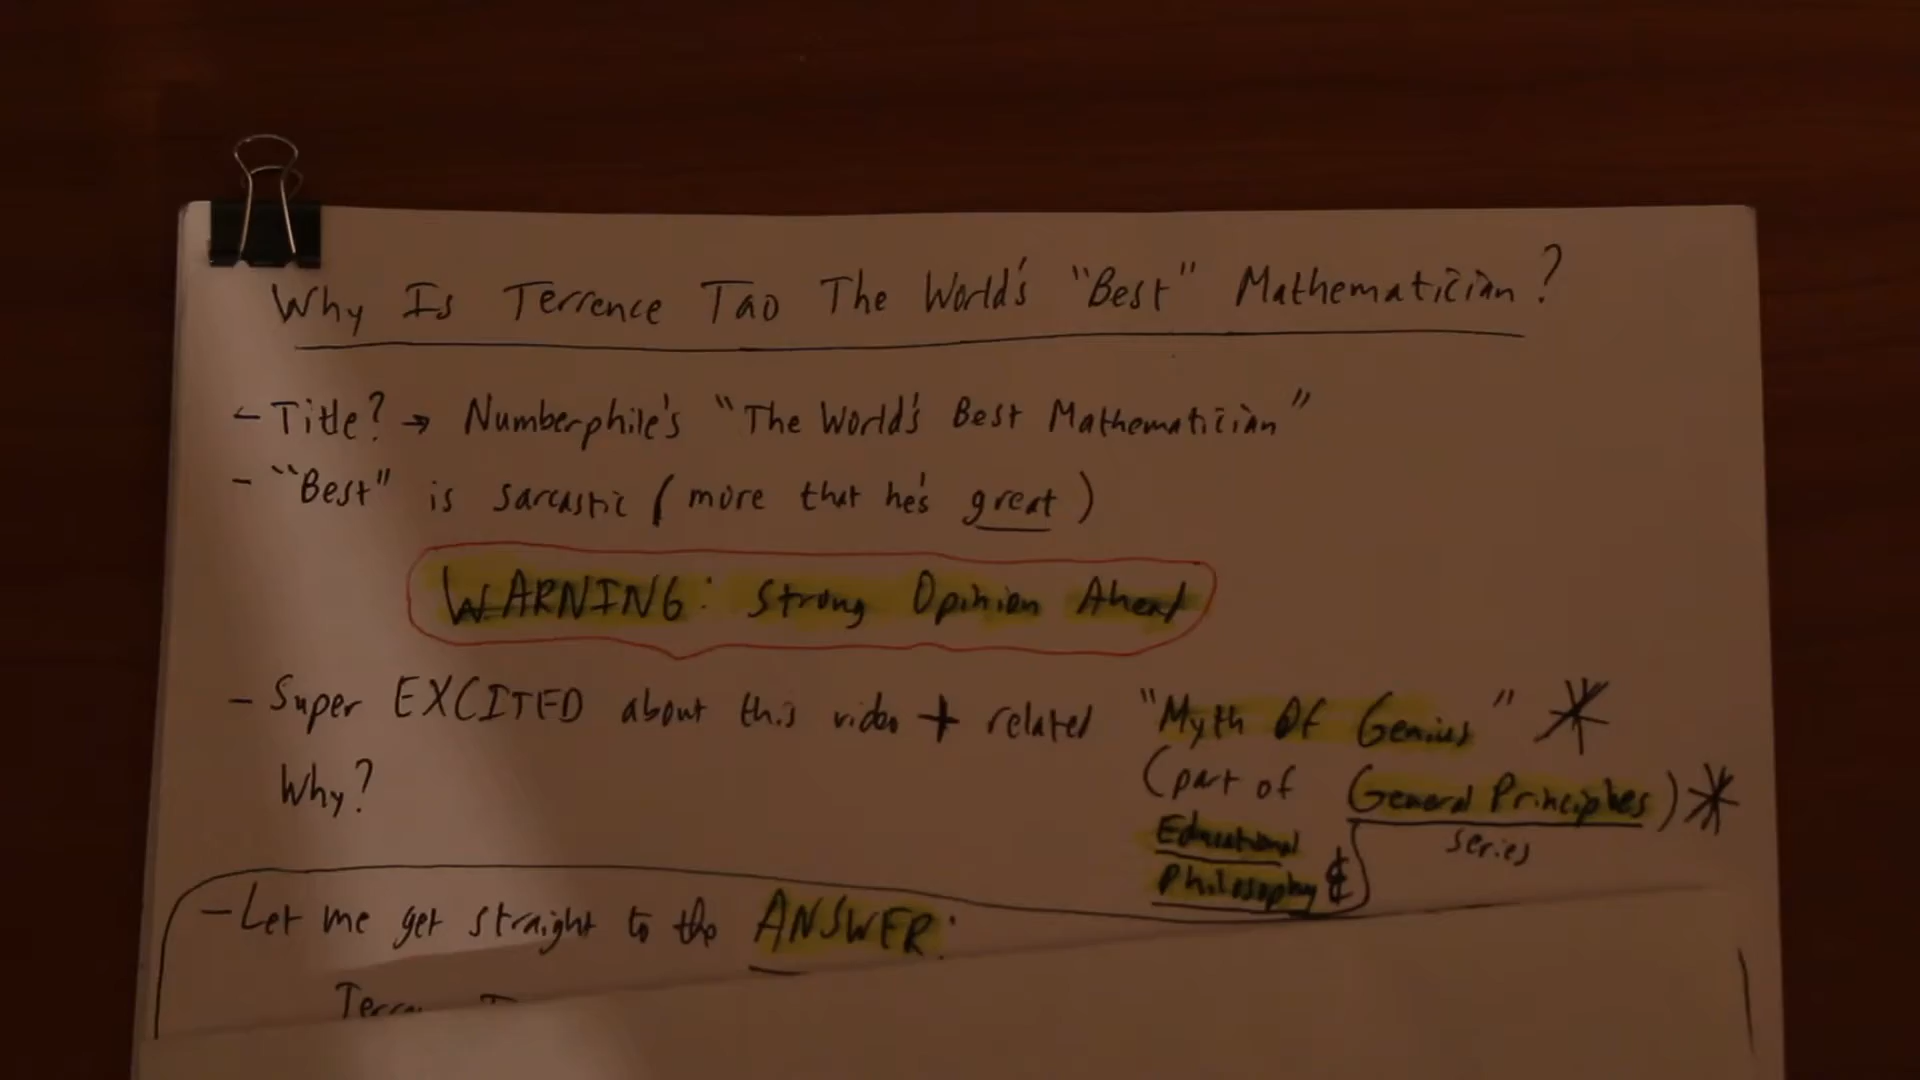 Why Is Terrence Tao The World's "Best" Mathematician?
- Title? → Numberphile's "The World's Best Mathematician"
- "Best" is sarcastic (more that he's great)
WARNING: Strong Opinion Ahead
- Super EXCITED about this video + related "Myth Of Genius" *
Why?
(part of General Principles) *
Educational
series
Philosophy &
- Let me get straight to the ANSWER: